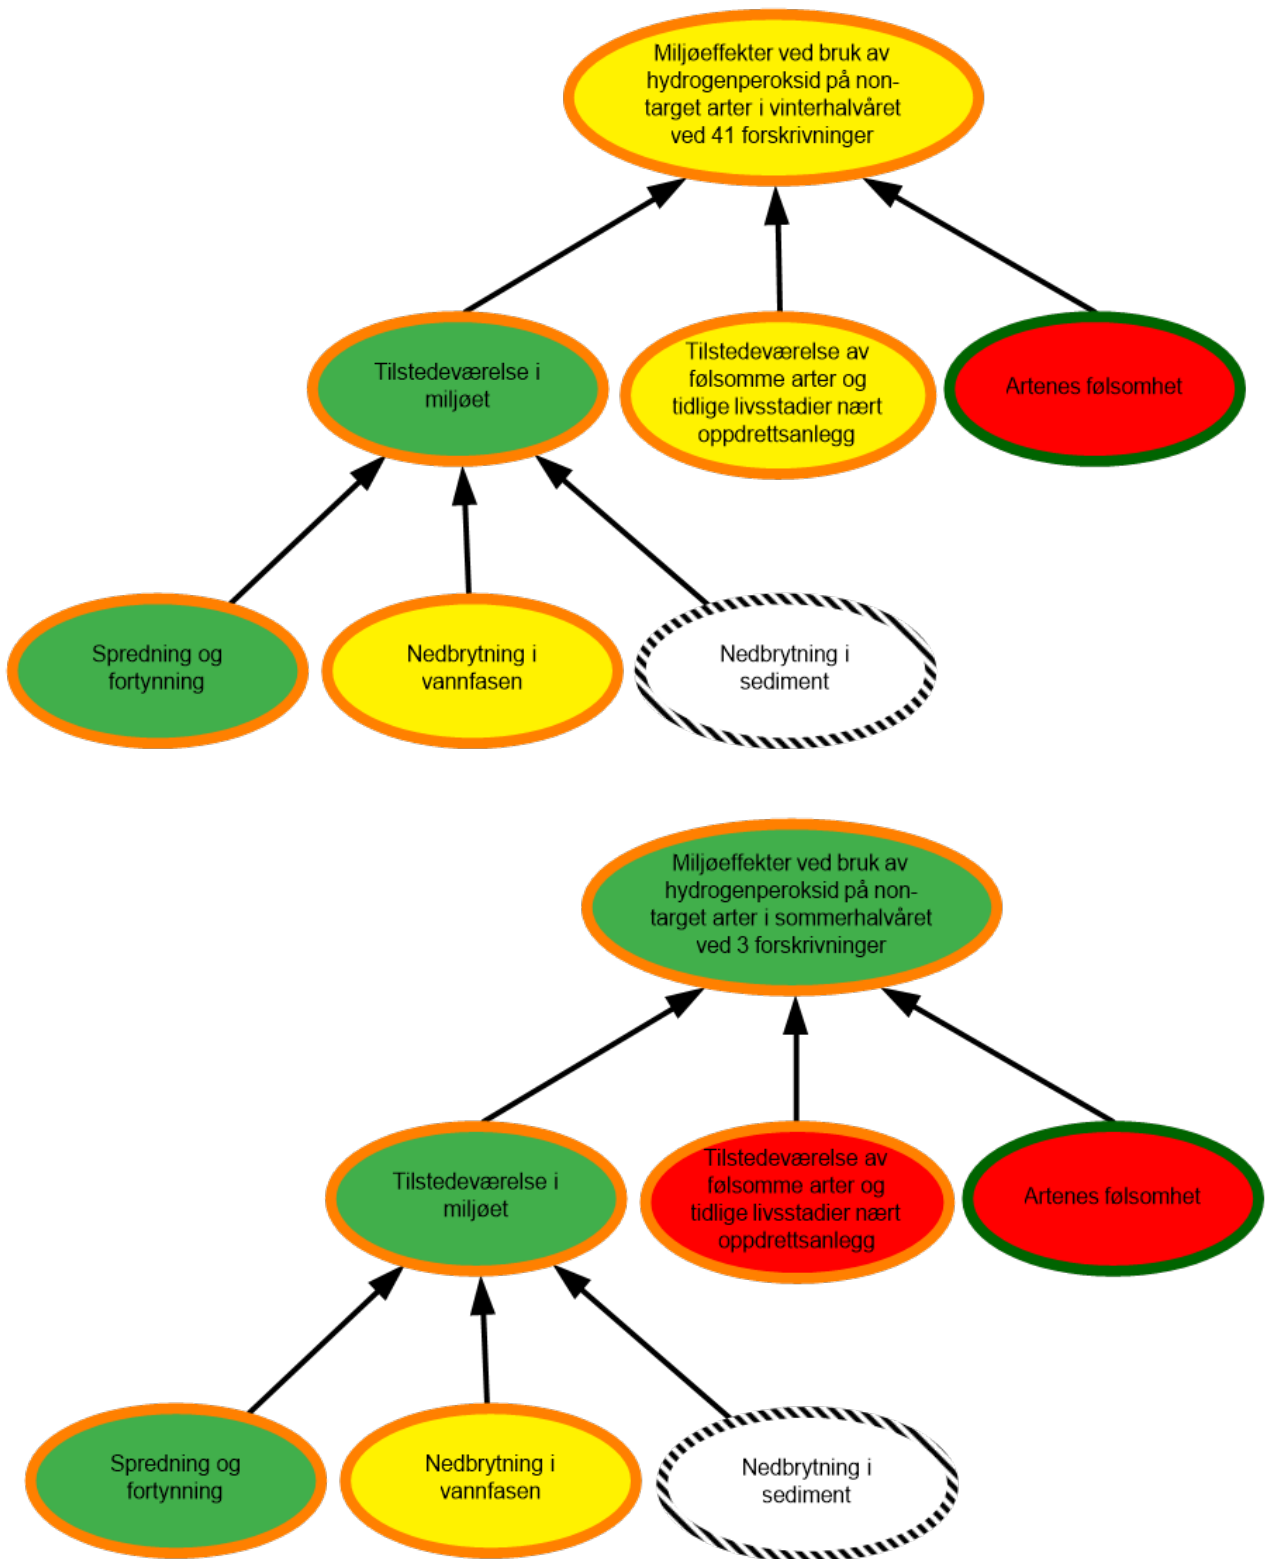 Miljøeffekter ved bruk av
hydrogenperoksid på non-
target arter i vinterhalvåret
ved 41 forskrivninger
Tilstedeværelse i
miljøet
Tilstedeværelse av
følsomme arter og
tidlige livsstadier nært
oppdrettsanlegg
Artenes følsomhet
Spredning og
fortynning
Nedbrytning i
vannfasen
Nedbrytning i
sediment
Miljøeffekter ved bruk av
hydrogenperoksid på non-
target arter i sommerhalvåret
ved 3 forskrivninger
Tilstedeværelse i
miljøet
Tilstedeværelse av
følsomme arter og
tidlige livsstadier nært
oppdrettsanlegg
Artenes følsomhet
Spredning og
fortynning
Nedbrytning i
vannfasen
Nedbrytning i
sediment